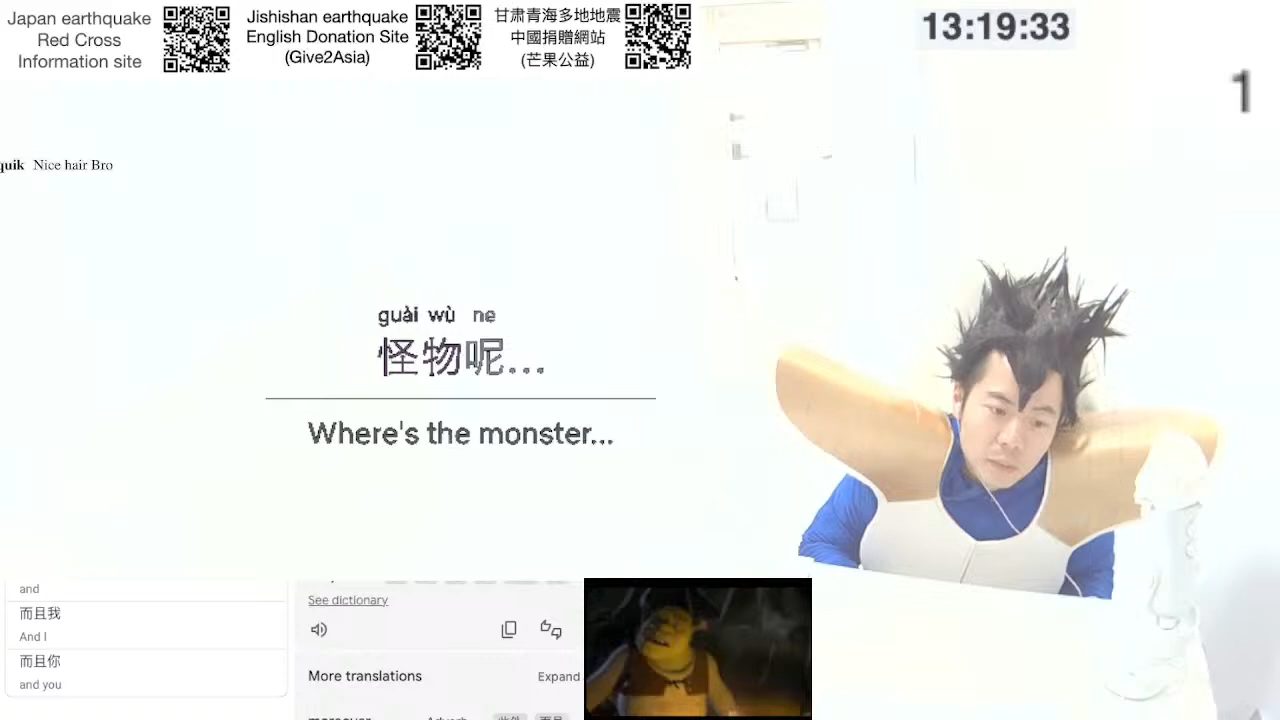 Japan earthquake
Red Cross
Information site
Jishishan earthquake
English Donation Site
(Give2Asia)
甘肅青海多地地震
中國捐贈網站
(芒果公益)
13:19:33
1
quik Nice hair Bro
guài wù ne
怪物呢...
Where's the monster...
and
而且我
And I
而且你
and you
See dictionary
More translations
Expand